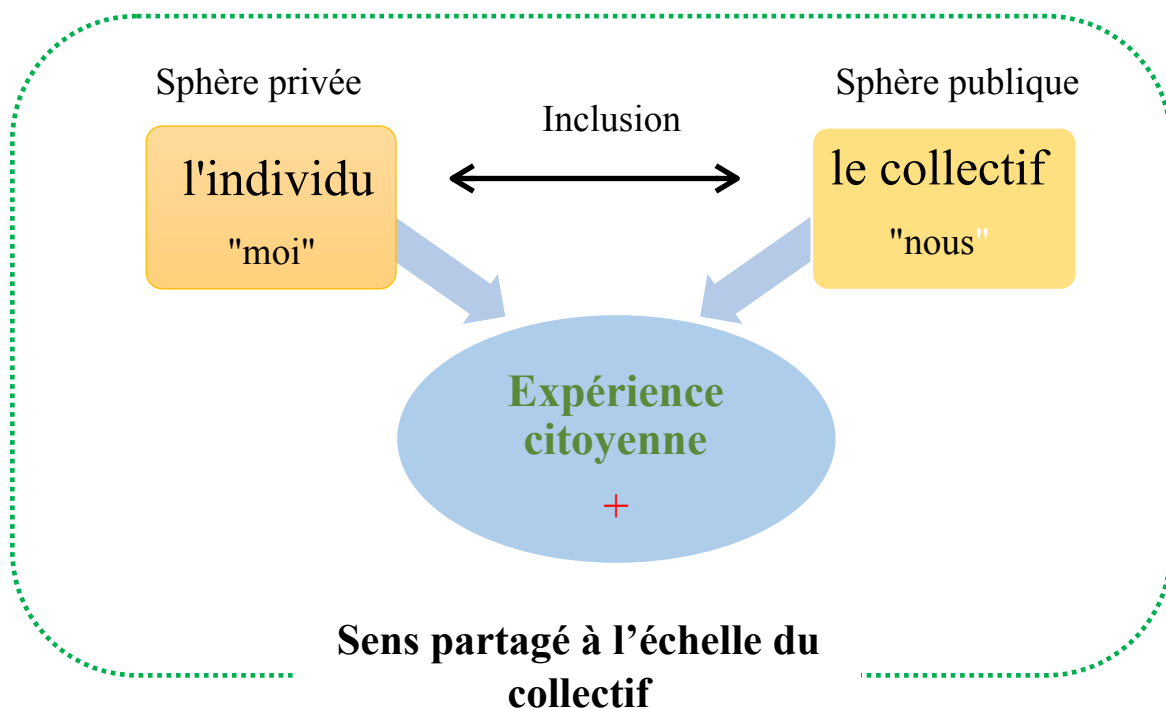 Sphère privée
Sphère publique
Inclusion
l'individu
"moi"
le collectif
"nous"
Expérience
citoyenne
+
Sens partagé à l’échelle du
collectif